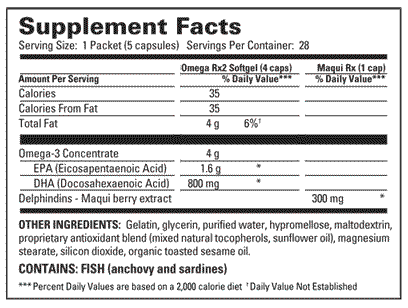 Supplement Facts
Serving Size: 1 Packet (5 capsules) Servings Per Container: 28
Omega Rx2 Softgel (4 caps) Maqui Rx (1 cap)
Amount Per Serving % Daily Value*** % Daily Value***
Calories 35
Calories From Fat 35
Total Fat 4 g 6%†
Omega-3 Concentrate 4 g
EPA (Eicosapentaenoic Acid) 1.6 g *
DHA (Docosahexaenoic Acid) 800 mg *
Delphindins - Maqui berry extract 300 mg *
OTHER INGREDIENTS: Gelatin, glycerin, purified water, hypromellose, maltodextrin,
proprietary antioxidant blend (mixed natural tocopherols, sunflower oil), magnesium
stearate, silicon dioxide, organic toasted sesame oil.
CONTAINS: FISH (anchovy and sardines)
*** Percent Daily Values are based on a 2,000 calorie diet † Daily Value Not Established